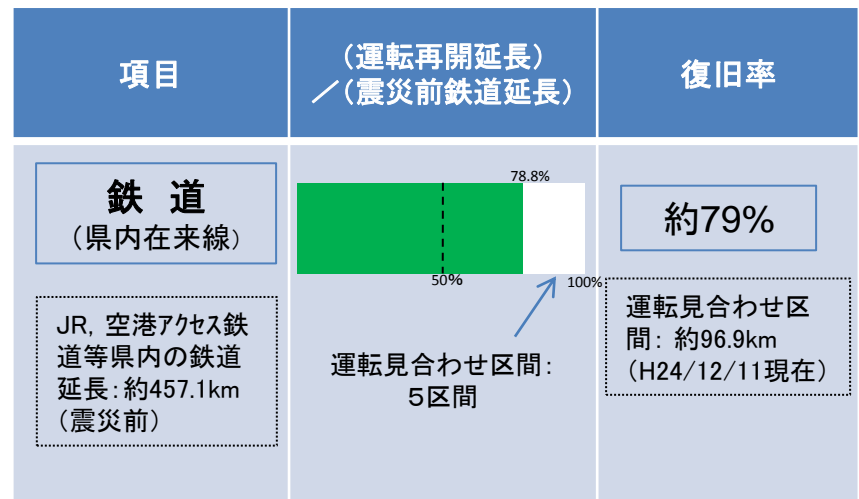 項目
（運転再開延長）
／（震災前鉄道延長）
復旧率
鉄 道
（県内在来線）
JR，空港ｱｸｾｽ鉄
道等県内の鉄道
延長：約457.1km
（震災前）
78.8%
50%
100%
運転見合わせ区間：
５区間
約79%
運転見合わせ区
間： 約96.9km
（H24/12/11現在）